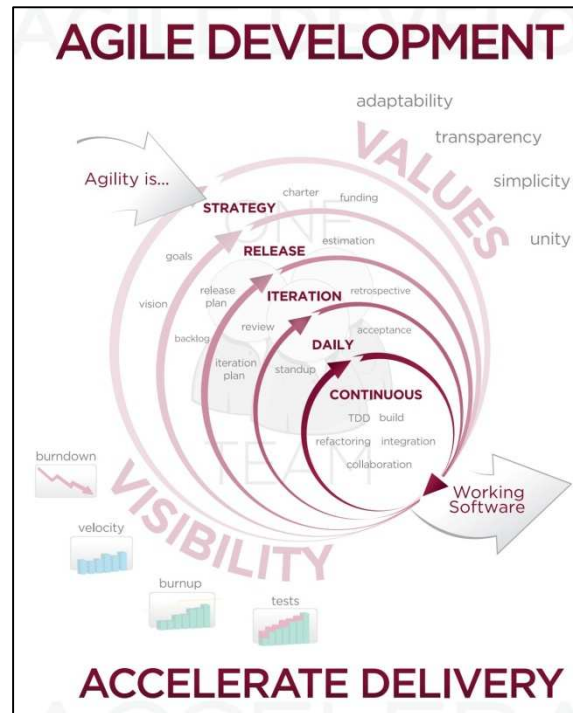 AGILE DEVELOPMENT
adaptability
transparency
VALUES
simplicity
unity
Agility is...
STRATEGY
charter
funding
ONE
goals
RELEASE
estimation
vision
release
plan
ITERATION
retrospective
backlog
review
acceptance
DAILY
iteration
plan
standup
CONTINUOUS
TDD
build
refactoring
integration
collaboration
TEAM
burndown
VISIBILITY
Working
Software
velocity
burnup
tests
ACCELERATE DELIVERY